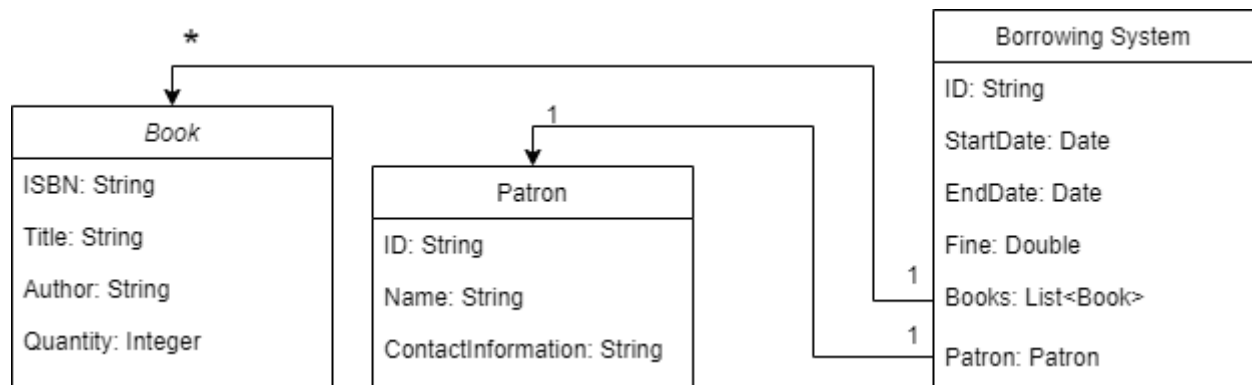 *
Book
ISBN: String
Title: String
Author: String
Quantity: Integer
1
Patron
ID: String
Name: String
ContactInformation: String
Borrowing System
ID: String
StartDate: Date
EndDate: Date
Fine: Double
1
Books: List<Book>
1
Patron: Patron